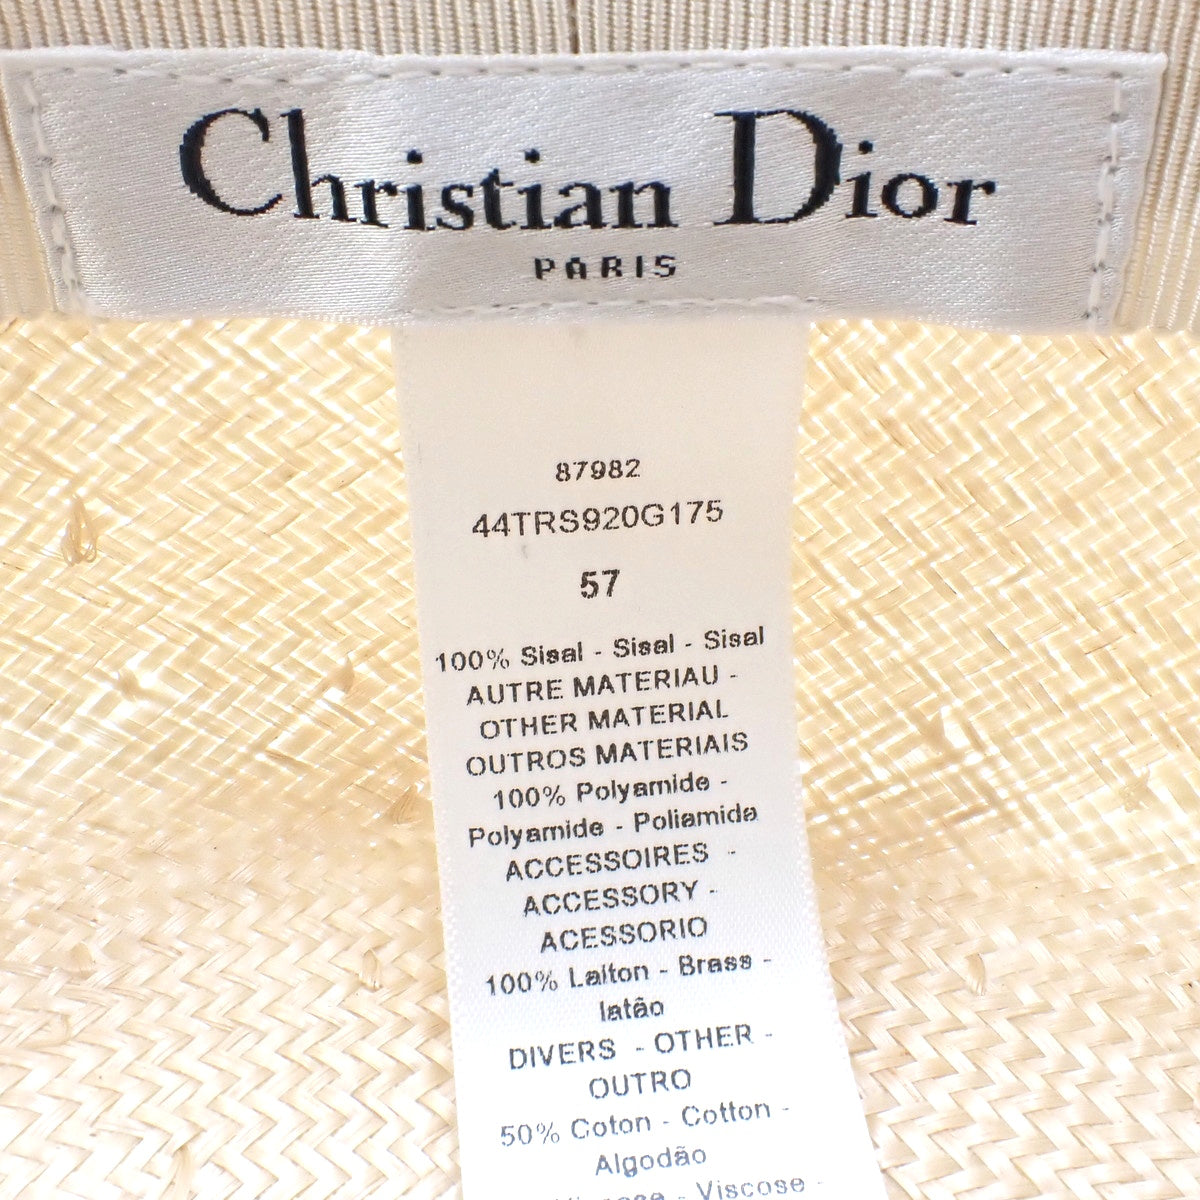 Christian Dior
PARIS
87982
44TRS920G175
57
100% Sisal - Sisal - Sisal
AUTRE MATERIAU -
OTHER MATERIAL
OUTROS MATERIAIS
100% Polyamide -
Polyamide - Poliamida
ACCESSOIRES -
ACCESSORY -
ACESSORIO
100% Laiton - Brass -
latão
DIVERS - OTHER -
OUTRO
50% Coton - Cotton -
Algodão
- Viscose -